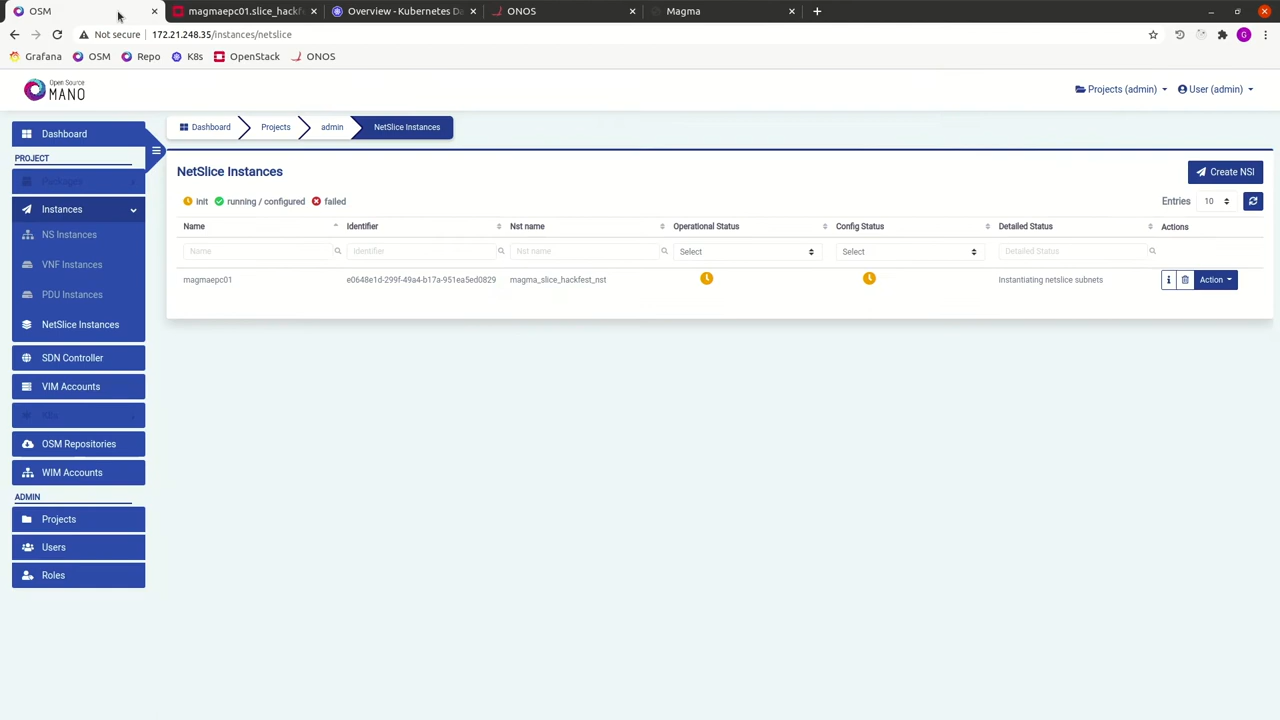 OSM
magmaepc01.slice_hackfe
Overview - Kubernetes Da
ONOS
Magma
Not secure
172.21.248.35/instances/netslice
G
Grafana
OSM
Repo
K8s
OpenStack
ONOS
Open Source
MANO
Projects (admin)
User (admin)
Dashboard
PROJECT
Packages
Instances
NS Instances
VNF Instances
PDU Instances
NetSlice Instances
SDN Controller
VIM Accounts
K8s
OSM Repositories
WIM Accounts
ADMIN
Projects
Users
Roles
Dashboard
Projects
admin
NetSlice Instances
NetSlice Instances
Create NSI
init
running / configured
failed
Entries
10
Name
Identifier
Nst name
Operational Status
Config Status
Detailed Status
Actions
Name
Identifier
Nst name
Select
Select
Detailed Status
magmaepc01
e0648e1d-299f-49a4-b17a-951ea5ed0829
magma_slice_hackfest_nst
Instantiating netslice subnets
Action